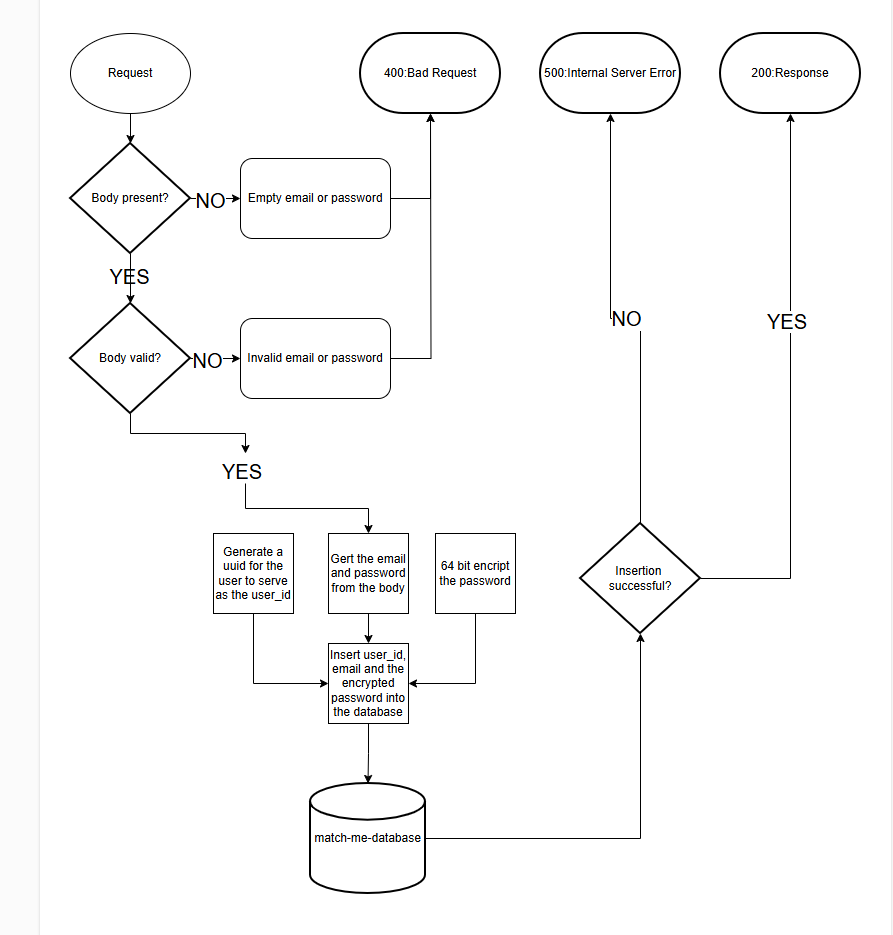 Request
400:Bad Request
500:Internal Server Error
200:Response
Body present?
NO
Empty email or password
YES
Body valid?
NO
Invalid email or password
NO
YES
YES
Generate a
uuid for the
user to serve
as the user_id
Gert the email
and password
from the body
64 bit encript
the password
Insertion
successful?
Insert user_id,
email and the
encrypted
password into
the database
match-me-database